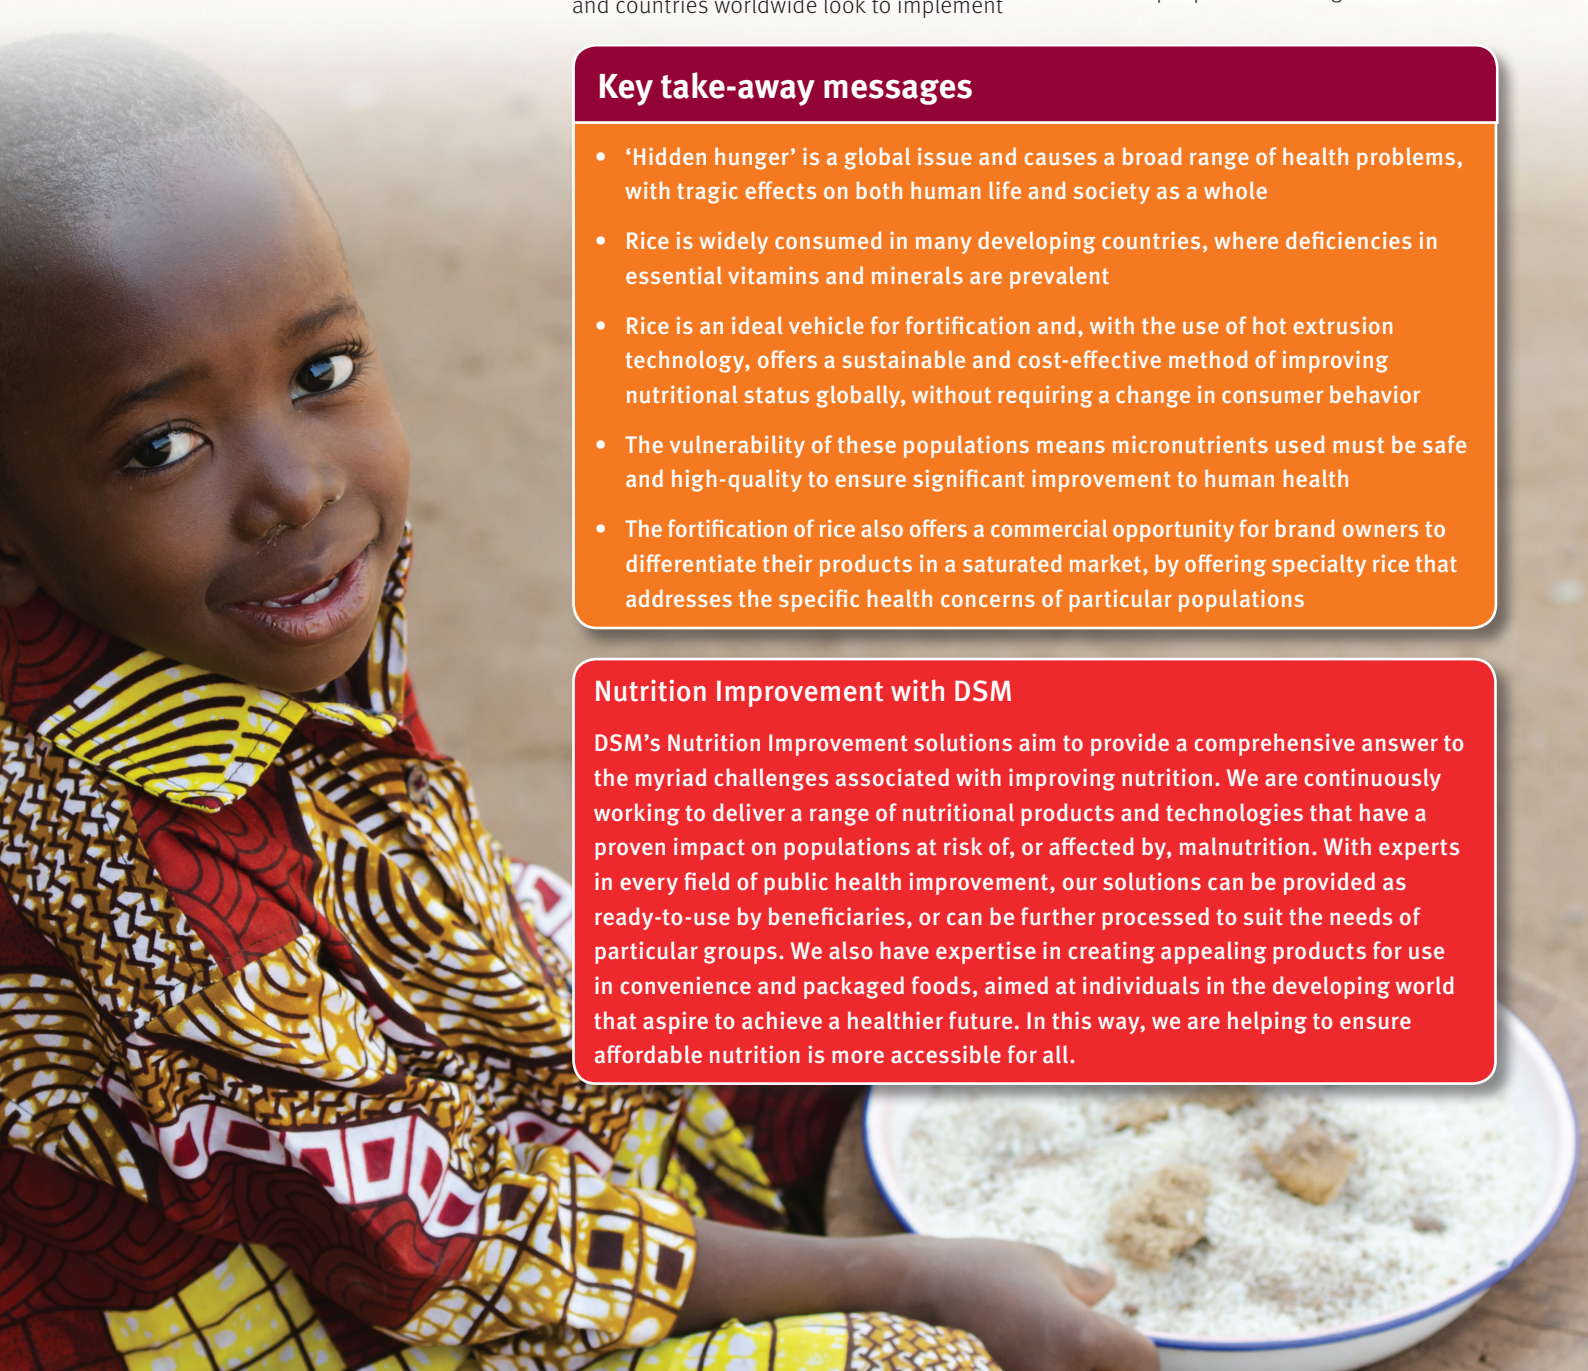 and countries worldwide look to implement
Key take-away messages
• ‘Hidden hunger’ is a global issue and causes a broad range of health problems,
with tragic effects on both human life and society as a whole
• Rice is widely consumed in many developing countries, where deficiencies in
essential vitamins and minerals are prevalent
• Rice is an ideal vehicle for fortification and, with the use of hot extrusion
technology, offers a sustainable and cost-effective method of improving
nutritional status globally, without requiring a change in consumer behavior
• The vulnerability of these populations means micronutrients used must be safe
and high-quality to ensure significant improvement to human health
• The fortification of rice also offers a commercial opportunity for brand owners to
differentiate their products in a saturated market, by offering specialty rice that
addresses the specific health concerns of particular populations
Nutrition Improvement with DSM
DSM’s Nutrition Improvement solutions aim to provide a comprehensive answer to
the myriad challenges associated with improving nutrition. We are continuously
working to deliver a range of nutritional products and technologies that have a
proven impact on populations at risk of, or affected by, malnutrition. With experts
in every field of public health improvement, our solutions can be provided as
ready-to-use by beneficiaries, or can be further processed to suit the needs of
particular groups. We also have expertise in creating appealing products for use
in convenience and packaged foods, aimed at individuals in the developing world
that aspire to achieve a healthier future. In this way, we are helping to ensure
affordable nutrition is more accessible for all.